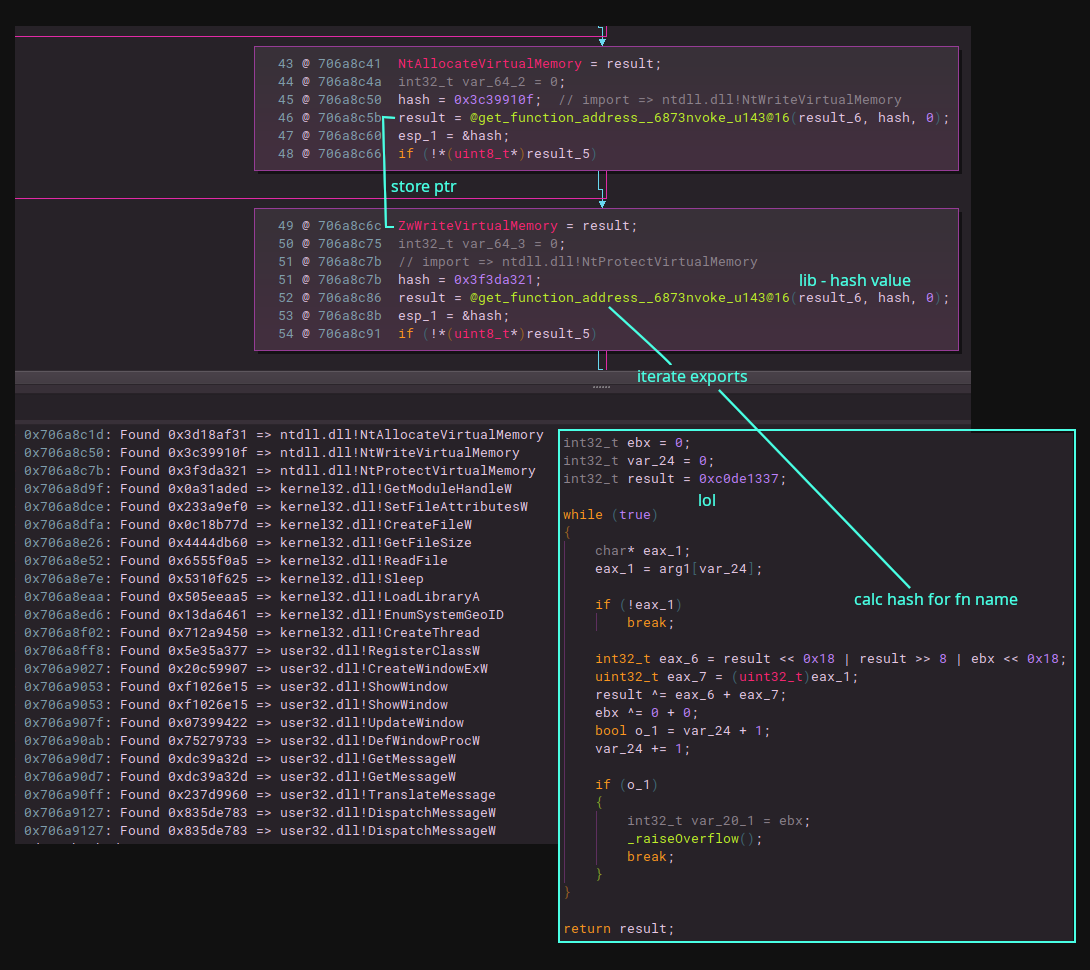 43 @ 706a8c41 NtAllocateVirtualMemory = result;
44 @ 706a8c4a int32_t var_64_2 = 0;
45 @ 706a8c50 hash = 0x3c39910f; // import => ntdll.dll!NtWriteVirtualMemory
46 @ 706a8c5b result = @get_function_address__6873nvoke_u143@16(result_6, hash, 0);
47 @ 706a8c60 esp_1 = &hash;
48 @ 706a8c66 if (!*(uint8_t*)result_5)
store ptr
49 @ 706a8c6c ZwWriteVirtualMemory = result;
50 @ 706a8c75 int32_t var_64_3 = 0;
51 @ 706a8c7b // import => ntdll.dll!NtProtectVirtualMemory
51 @ 706a8c7b hash = 0x3f3da321;
lib - hash value
52 @ 706a8c86 result = @get_function_address__6873nvoke_u143@16(result_6, hash, 0);
53 @ 706a8c8b esp_1 = &hash;
54 @ 706a8c91 if (!*(uint8_t*)result_5)
iterate exports
0x706a8c1d: Found 0x3d18af31 => ntdll.dll!NtAllocateVirtualMemory
0x706a8c50: Found 0x3c39910f => ntdll.dll!NtWriteVirtualMemory
0x706a8c7b: Found 0x3f3da321 => ntdll.dll!NtProtectVirtualMemory
0x706a8d9f: Found 0x0a31aded => kernel32.dll!GetModuleHandleW
0x706a8dce: Found 0x233a9ef0 => kernel32.dll!SetFileAttributesW
0x706a8dfa: Found 0x0c18b77d => kernel32.dll!CreateFileW
0x706a8e26: Found 0x4444db60 => kernel32.dll!GetFileSize
0x706a8e52: Found 0x6555f0a5 => kernel32.dll!ReadFile
0x706a8e7e: Found 0x5310f625 => kernel32.dll!Sleep
0x706a8eaa: Found 0x505eeaa5 => kernel32.dll!LoadLibraryA
0x706a8ed6: Found 0x13da6461 => kernel32.dll!EnumSystemGeoID
0x706a8f02: Found 0x712a9450 => kernel32.dll!CreateThread
0x706a8ff8: Found 0x5e35a377 => user32.dll!RegisterClassW
0x706a9027: Found 0x20c59907 => user32.dll!CreateWindowExW
0x706a9053: Found 0xf1026e15 => user32.dll!ShowWindow
0x706a9053: Found 0xf1026e15 => user32.dll!ShowWindow
0x706a907f: Found 0x07399422 => user32.dll!UpdateWindow
0x706a90ab: Found 0x75279733 => user32.dll!DefWindowProcW
0x706a90d7: Found 0xdc39a32d => user32.dll!GetMessageW
0x706a90d7: Found 0xdc39a32d => user32.dll!GetMessageW
0x706a90ff: Found 0x237d9960 => user32.dll!TranslateMessage
0x706a9127: Found 0x835de783 => user32.dll!DispatchMessageW
0x706a9127: Found 0x835de783 => user32.dll!DispatchMessageW
int32_t ebx = 0;
int32_t var_24 = 0;
int32_t result = 0xc0de1337;
lol
while (true)
{
char* eax_1;
eax_1 = arg1[var_24];
if (!eax_1)
break;
calc hash for fn name
int32_t eax_6 = result << 0x18 | result >> 8 | ebx << 0x18;
uint32_t eax_7 = (uint32_t)eax_1;
result ^= eax_6 + eax_7;
ebx ^= 0 + 0;
bool o_1 = var_24 + 1;
var_24 += 1;
if (o_1)
{
int32_t var_20_1 = ebx;
_raiseOverflow();
break;
}
}
return result;